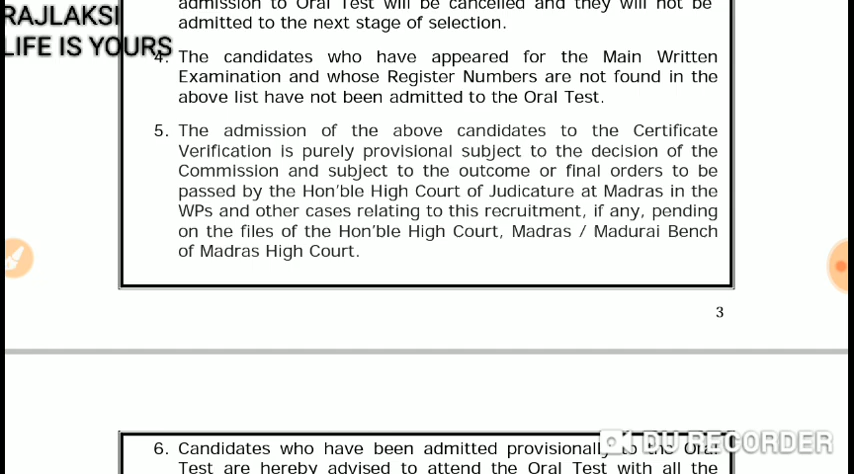 RAJLAKSI
LIFE IS YOURS
admission to Oral Test will be cancelled and they will not be
admitted to the next stage of selection.
4. The candidates who have appeared for the Main Written
Examination and whose Register Numbers are not found in the
above list have not been admitted to the Oral Test.
5. The admission of the above candidates to the Certificate
Verification is purely provisional subject to the decision of the
Commission and subject to the outcome or final orders to be
passed by the Hon'ble High Court of Judicature at Madras in the
WPs and other cases relating to this recruitment, if any, pending
on the files of the Hon'ble High Court, Madras / Madurai Bench
of Madras High Court.
3
6. Candidates who have been admitted provisionally to the Oral
Test are hereby advised to attend the Oral Test with all the
DU RECORDER